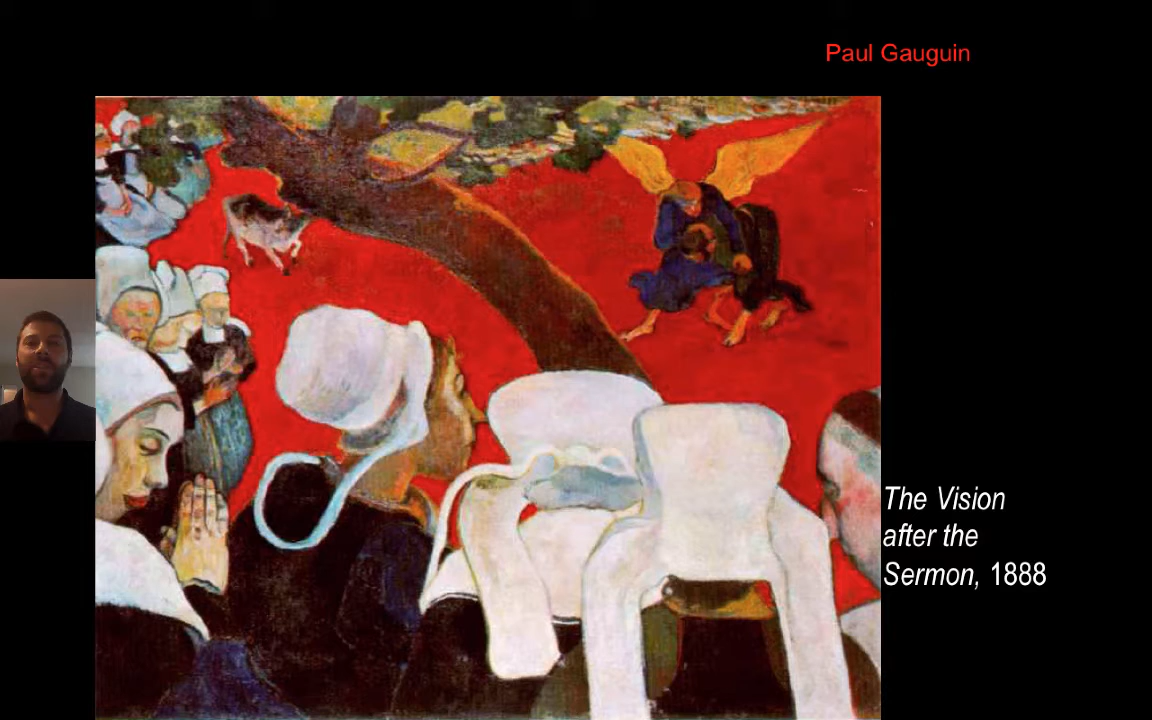 Paul Gauguin
The Vision
after the
Sermon, 1888